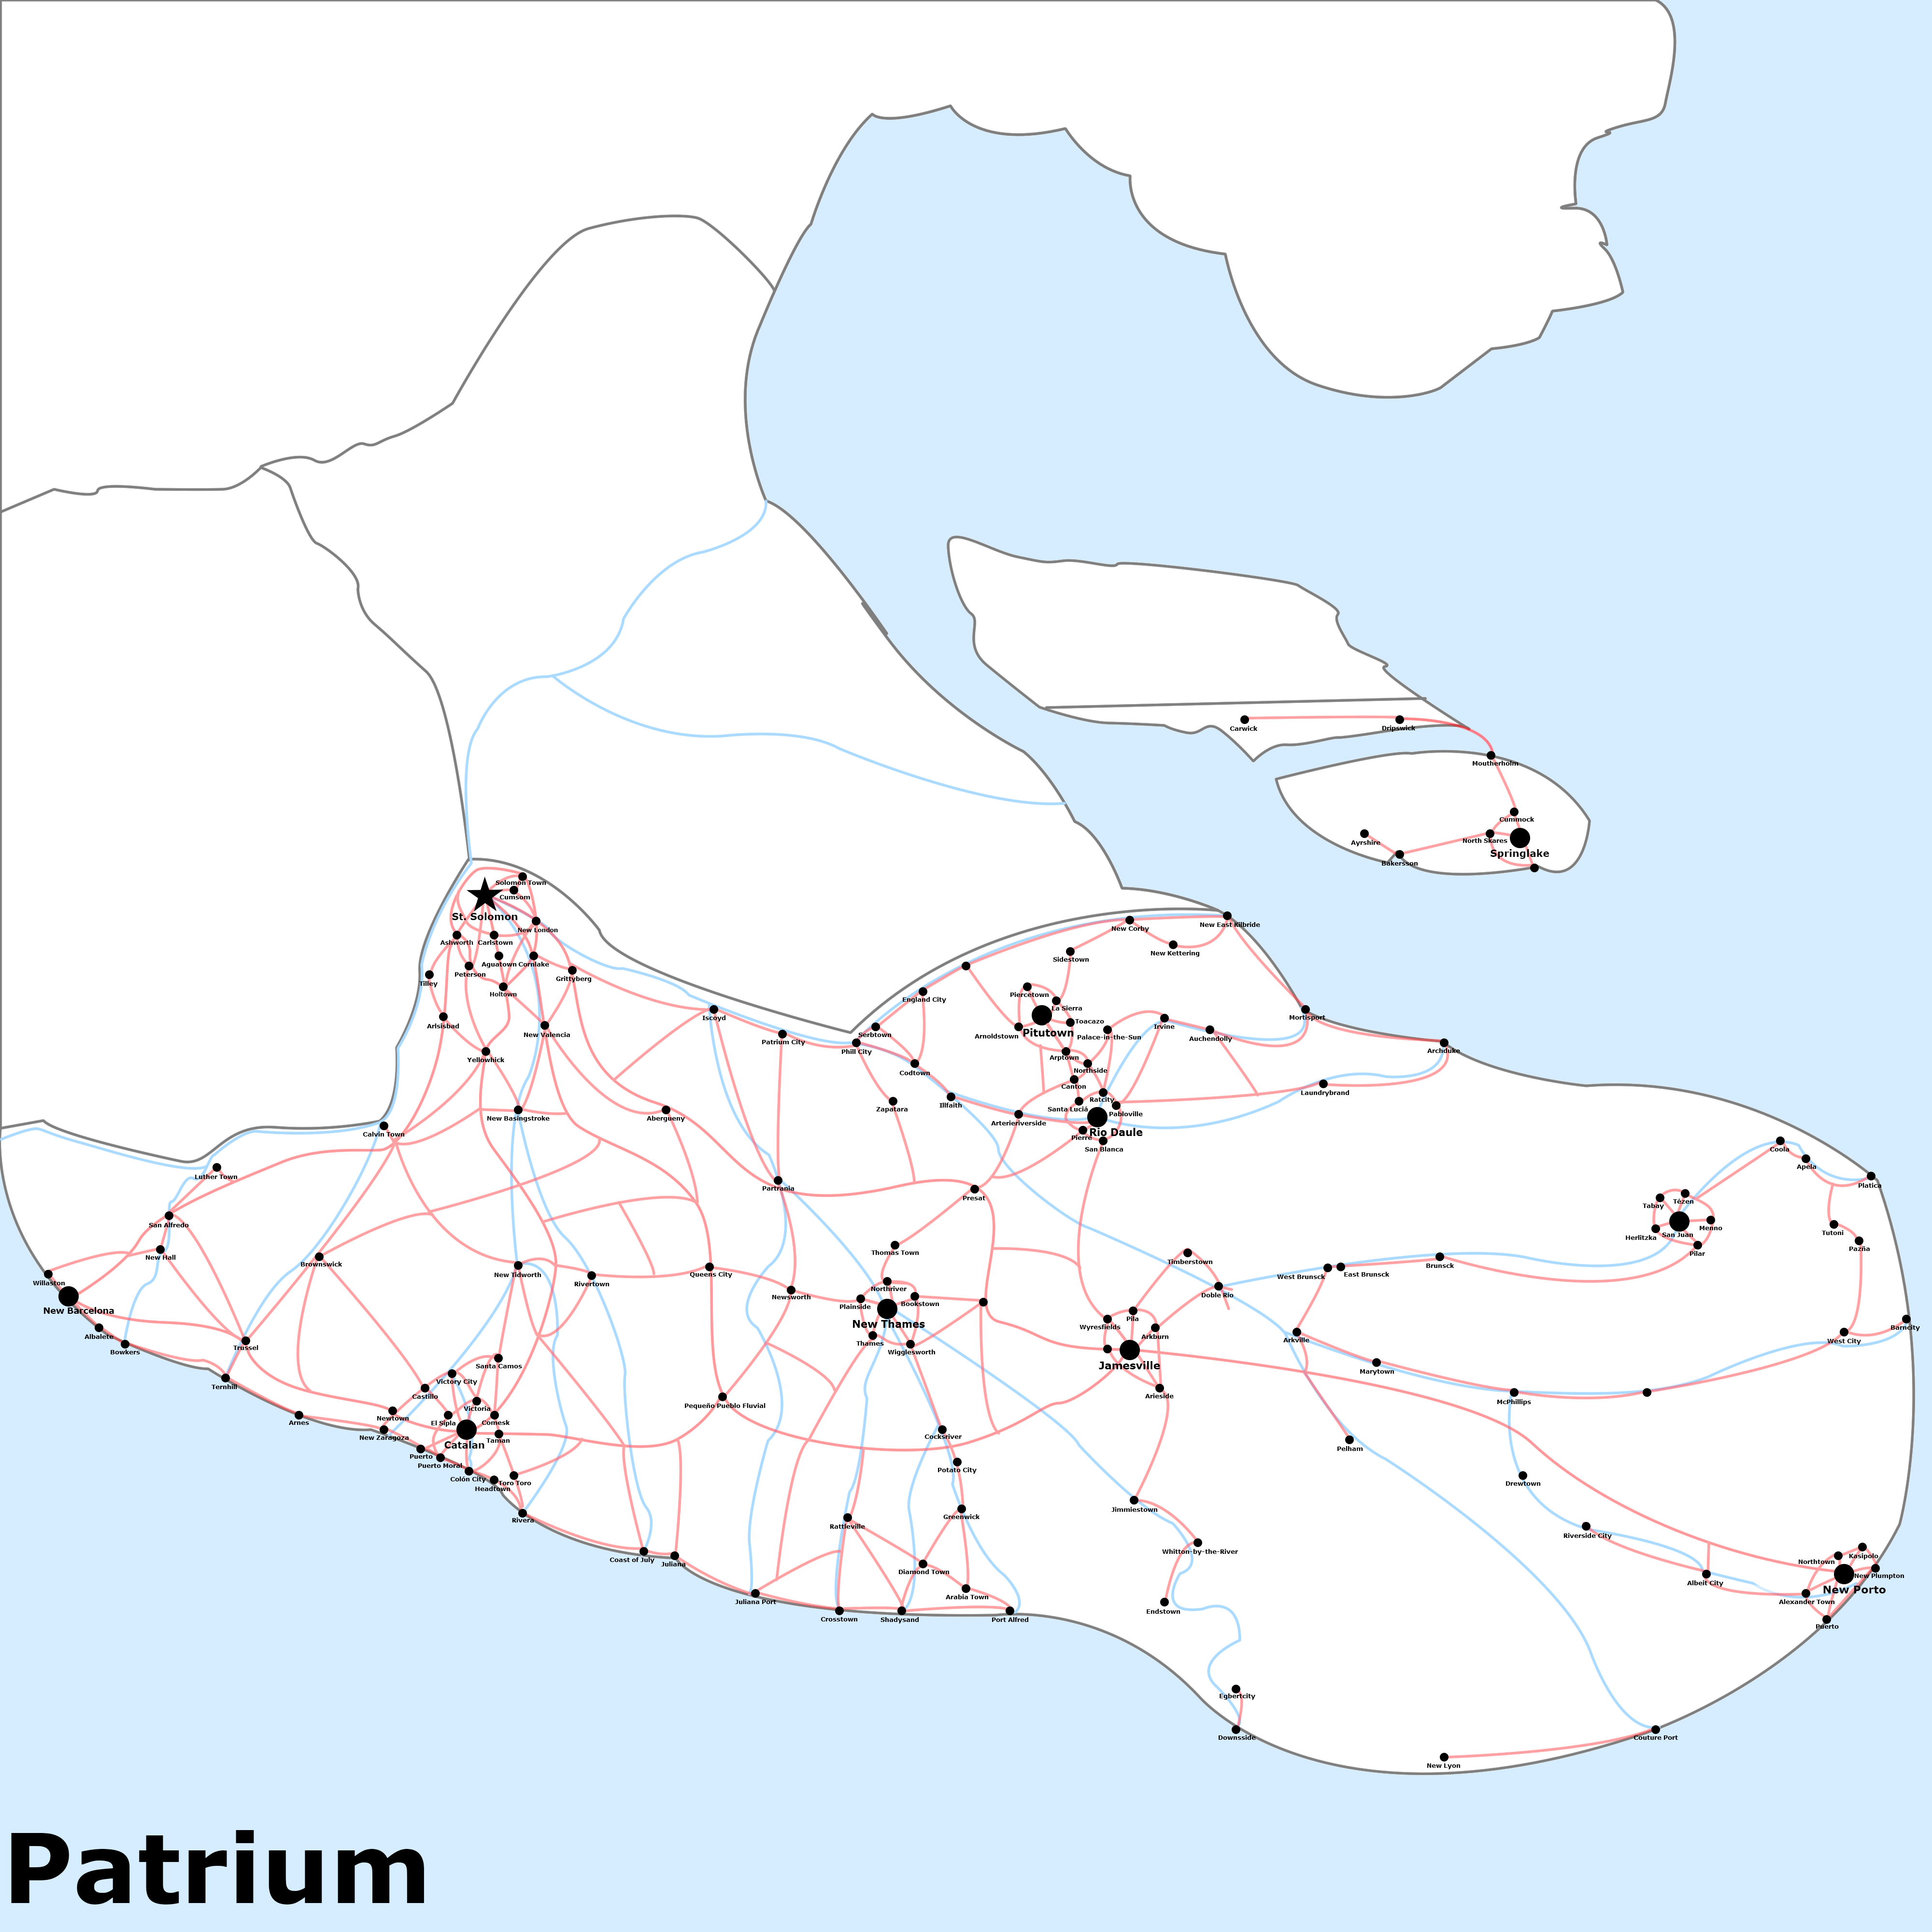 Carwick
Dripswick
Moutherholm
Cummock
Ayrshire
North Skares
Springlake
Bakersson
Solomon Town
Cumsom
St. Solomon
New London
Ashworth
Carlstown
Peterson
Aguatown
Cornlake
Grittyberg
Tilley
Holtown
Arlsisbad
New Valencia
Yellowhick
New Basingstroke
Calvin Town
Abergueny
Iscoyd
Patrium City
Phill City
Serbtown
England City
Codtown
Illfaith
Zapatara
New Corby
New East Kilbride
New Kettering
Sidestown
Piercetown
La Sierra
Toacazo
Arnoldstown
Pitutown
Palace-in-the-Sun
Irvine
Auchendolly
Mortisport
Archduke
Arptown
Northside
Canton
Ratcity
Santa Luciá
Pabloville
Laundrybrand
Arterieriverside
Rio Daule
Pierre
San Blanca
Luther Town
San Alfredo
New Hall
Willaston
New Barcelona
Albalete
Bowkers
Brownswick
Trussel
Ternhill
Arnes
New Tidworth
Rivertown
Queens City
Partrania
Presat
Newsworth
Thomas Town
Northriver
Plainside
Bookstown
New Thames
Thames
Wigglesworth
Timberstown
Doble Rio
Wyresfields
Pila
Arkburn
Jamesville
Arieside
Coola
Apela
Platica
Tabay
Tézen
Menno
Herlitzka
San Juan
Pilar
Tutoni
Pazña
West Brunsck
East Brunsck
Brunsck
Arkville
West City
Barncity
Marytown
McPhillips
Pelham
Drewtown
Santa Camos
Victory City
Castillo
Victoria
Newtown
El Sipla
Comesk
New Zaragoza
Catalan
Taman
Puerto
Puerto Moral
Colón City
Toro Toro
Headtown
Rivera
Pequeño Pueblo Fluvial
Cocksriver
Potato City
Greenwick
Rattleville
Coast of July
Juliana
Diamond Town
Juliana Port
Arabia Town
Crosstown
Shadysand
Port Alfred
Jimmiestown
Whitton-by-the-River
Endstown
Riverside City
Albeit City
Northtown
Kasipolo
New Plumpton
New Porto
Alexander Town
Puerto
Egbertcity
Downsside
Couture Port
New Lyon
Patrium